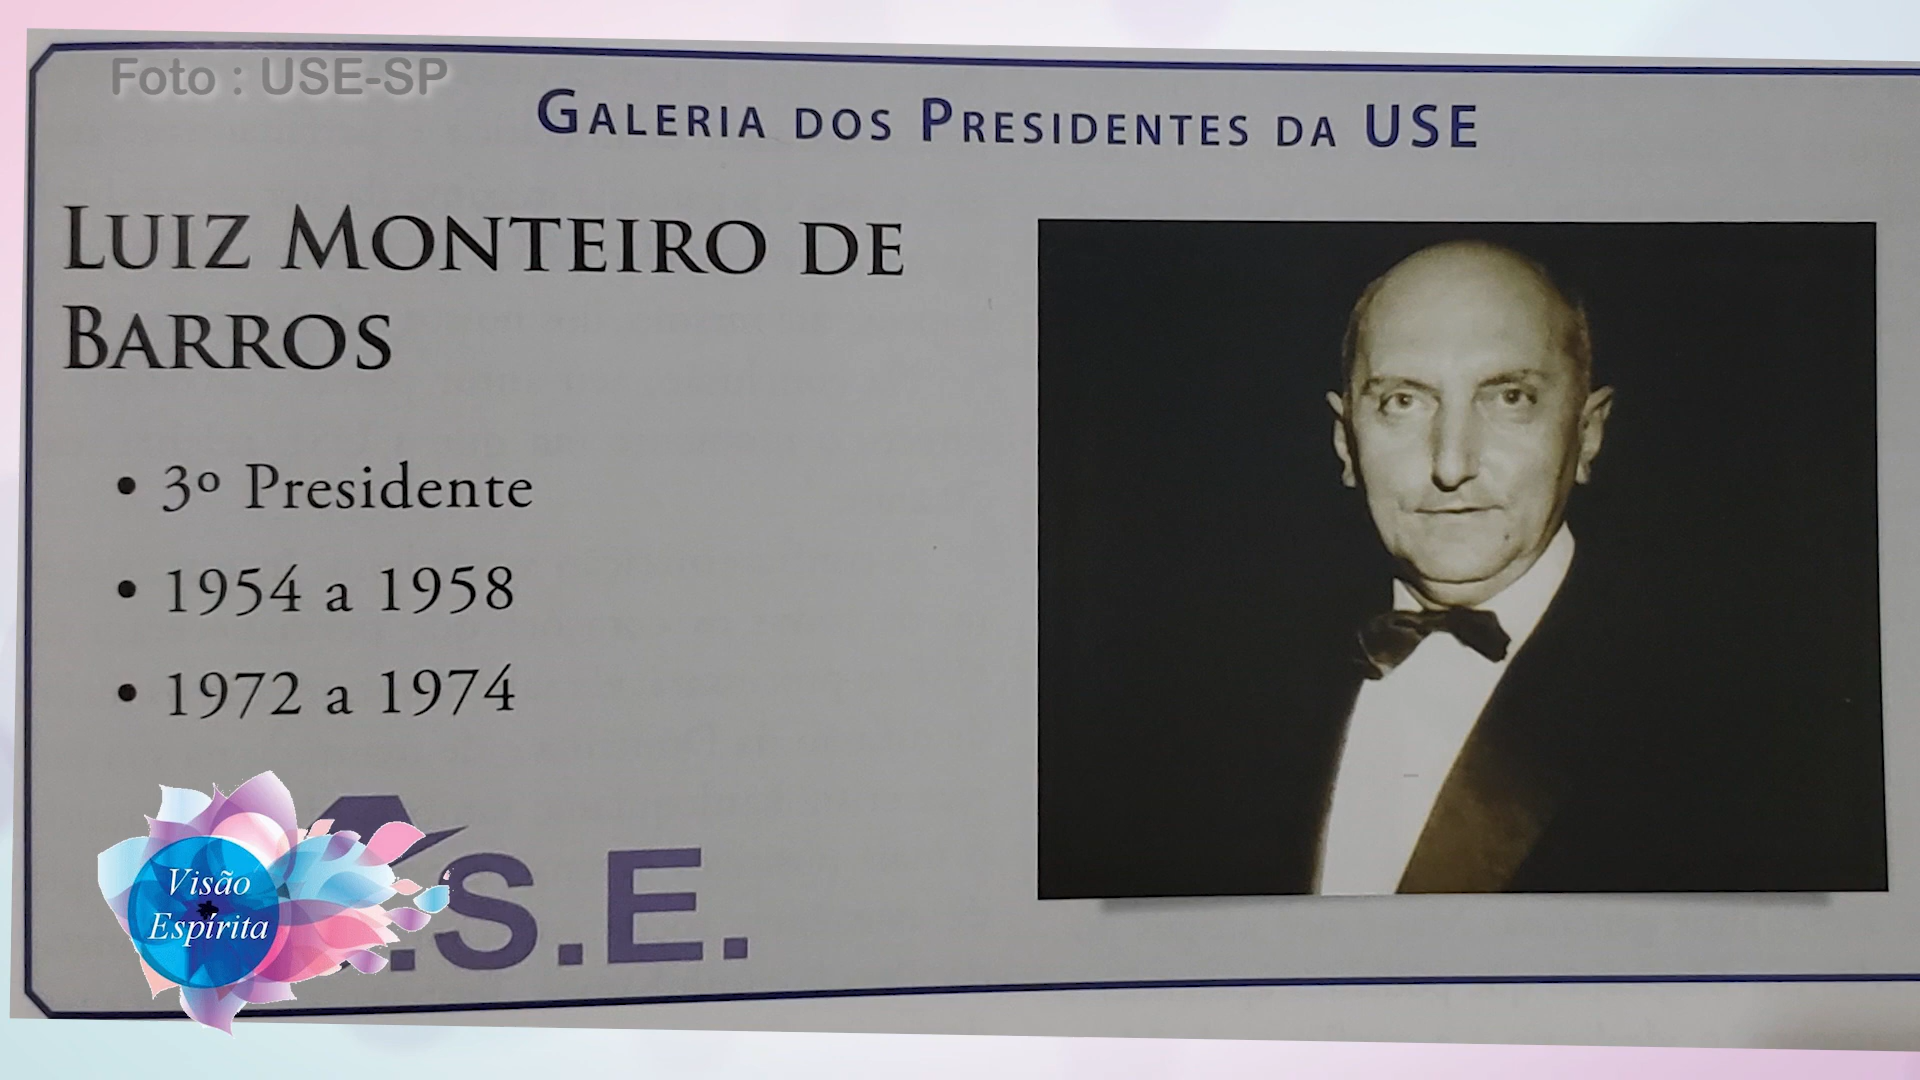 Foto : USE-SP
GALERIA DOS PRESIDENTES DA USE
LUIZ MONTEIRO DE
BARROS
• 3º Presidente
• 1954 a 1958
• 1972 a 1974
.S.E.
Visão
Espírita